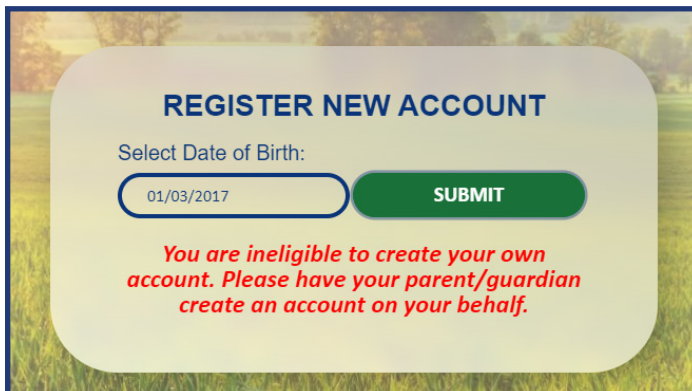 REGISTER NEW ACCOUNT
Select Date of Birth:
01/03/2017
SUBMIT
You are ineligible to create your own
account. Please have your parent/guardian
create an account on your behalf.